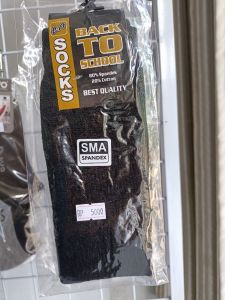 SOCKS
BACK
TO
SCHOOL
80% Spandex
20% Cotton
BEST QUALITY
SMA
SPANDEX
5000